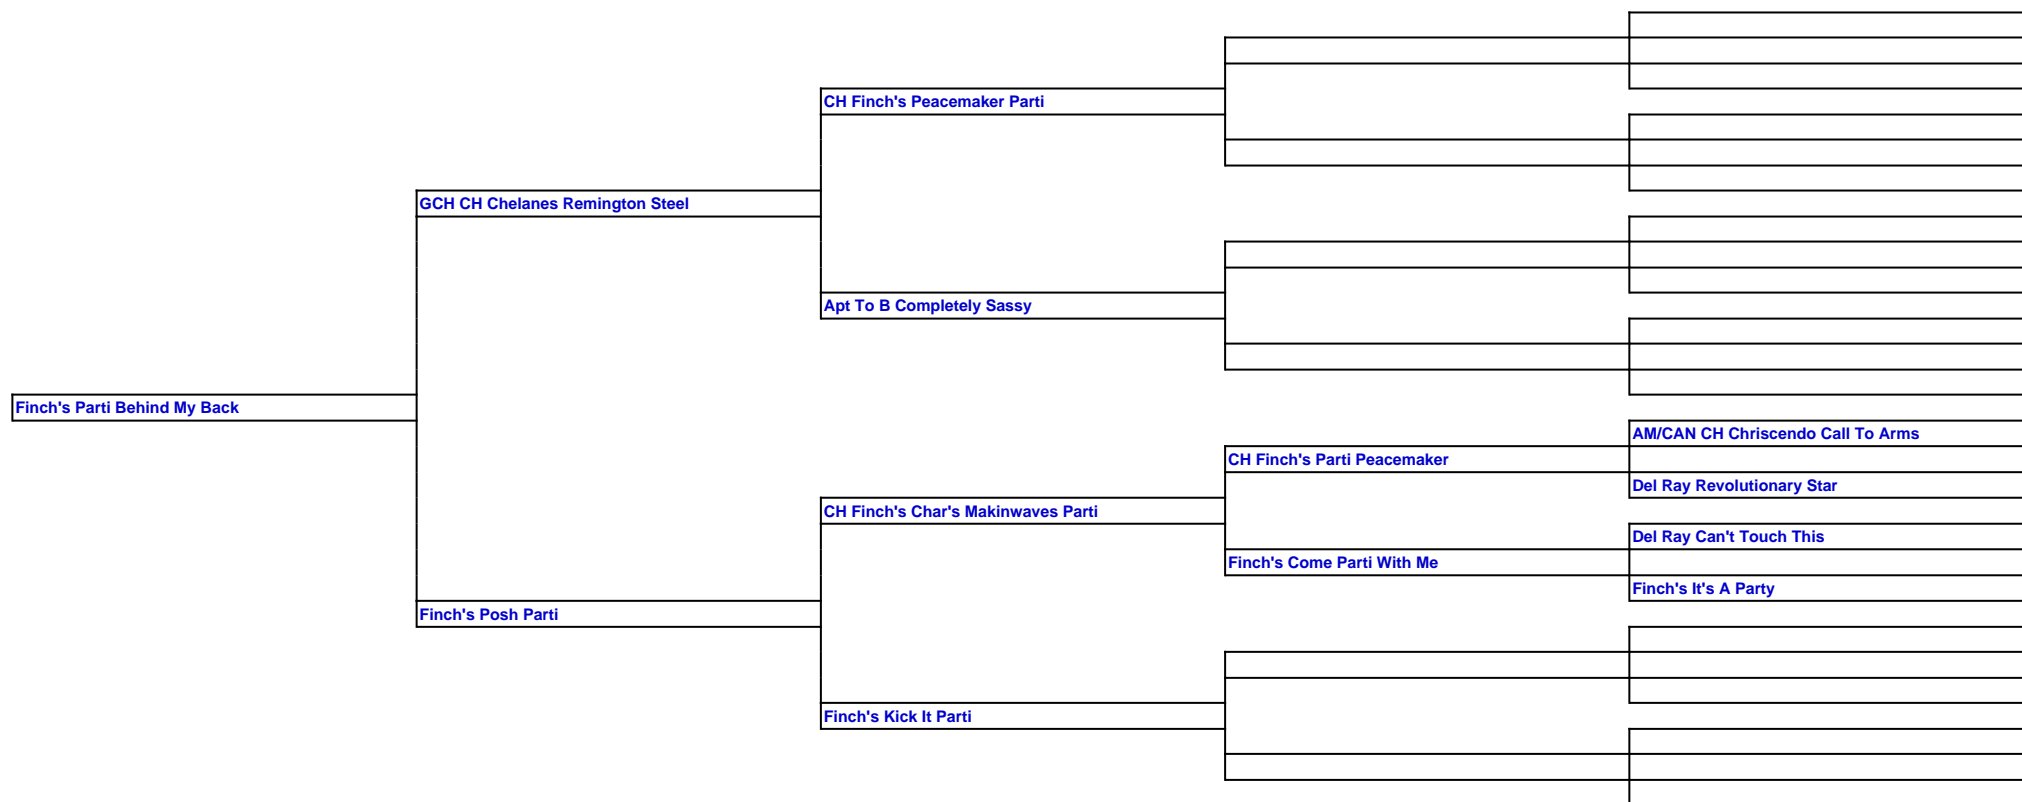 CH Finch's Peacemaker Parti
GCH CH Chelanes Remington Steel
Apt To B Completely Sassy
Finch's Parti Behind My Back
AM/CAN CH Chriscendo Call To Arms
CH Finch's Parti Peacemaker
Del Ray Revolutionary Star
CH Finch's Char's Makinwaves Parti
Del Ray Can't Touch This
Finch's Come Parti With Me
Finch's It's A Party
Finch's Posh Parti
Finch's Kick It Parti